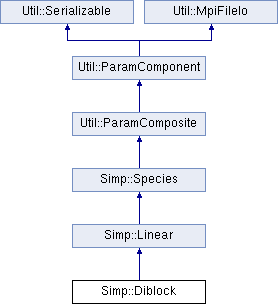 Util::Serializable
Util::MpiFileIo
Util::ParamComponent
Util::ParamComposite
Simp::Species
Simp::Linear
Simp::Diblock